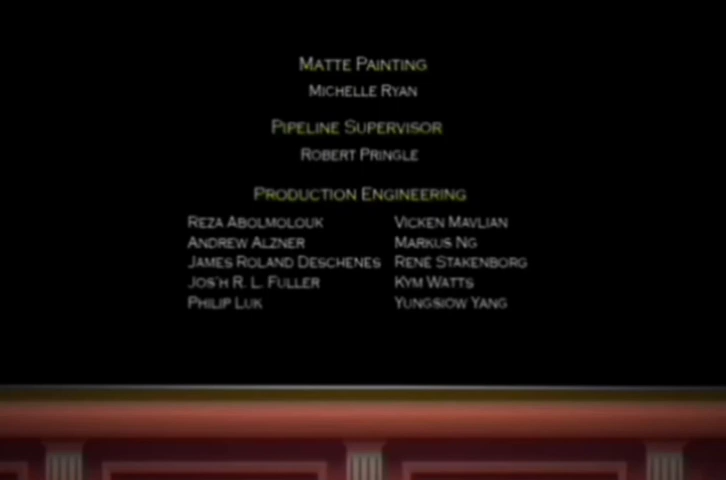 MATTE PAINTING
MICHELLE RYAN
PIPELINE SUPERVISOR
ROBERT PRINGLE
PRODUCTION ENGINEERING
REZA ABOLMOLOUK VICKEN MAVLIAN
ANDREW ALZNER MARKUS NG
JAMES ROLAND DESCHENES RENE STAKENBORG
JOS'H R. L. FULLER KYM WATTS
PHILIP LUK YUNGSIOW YANG